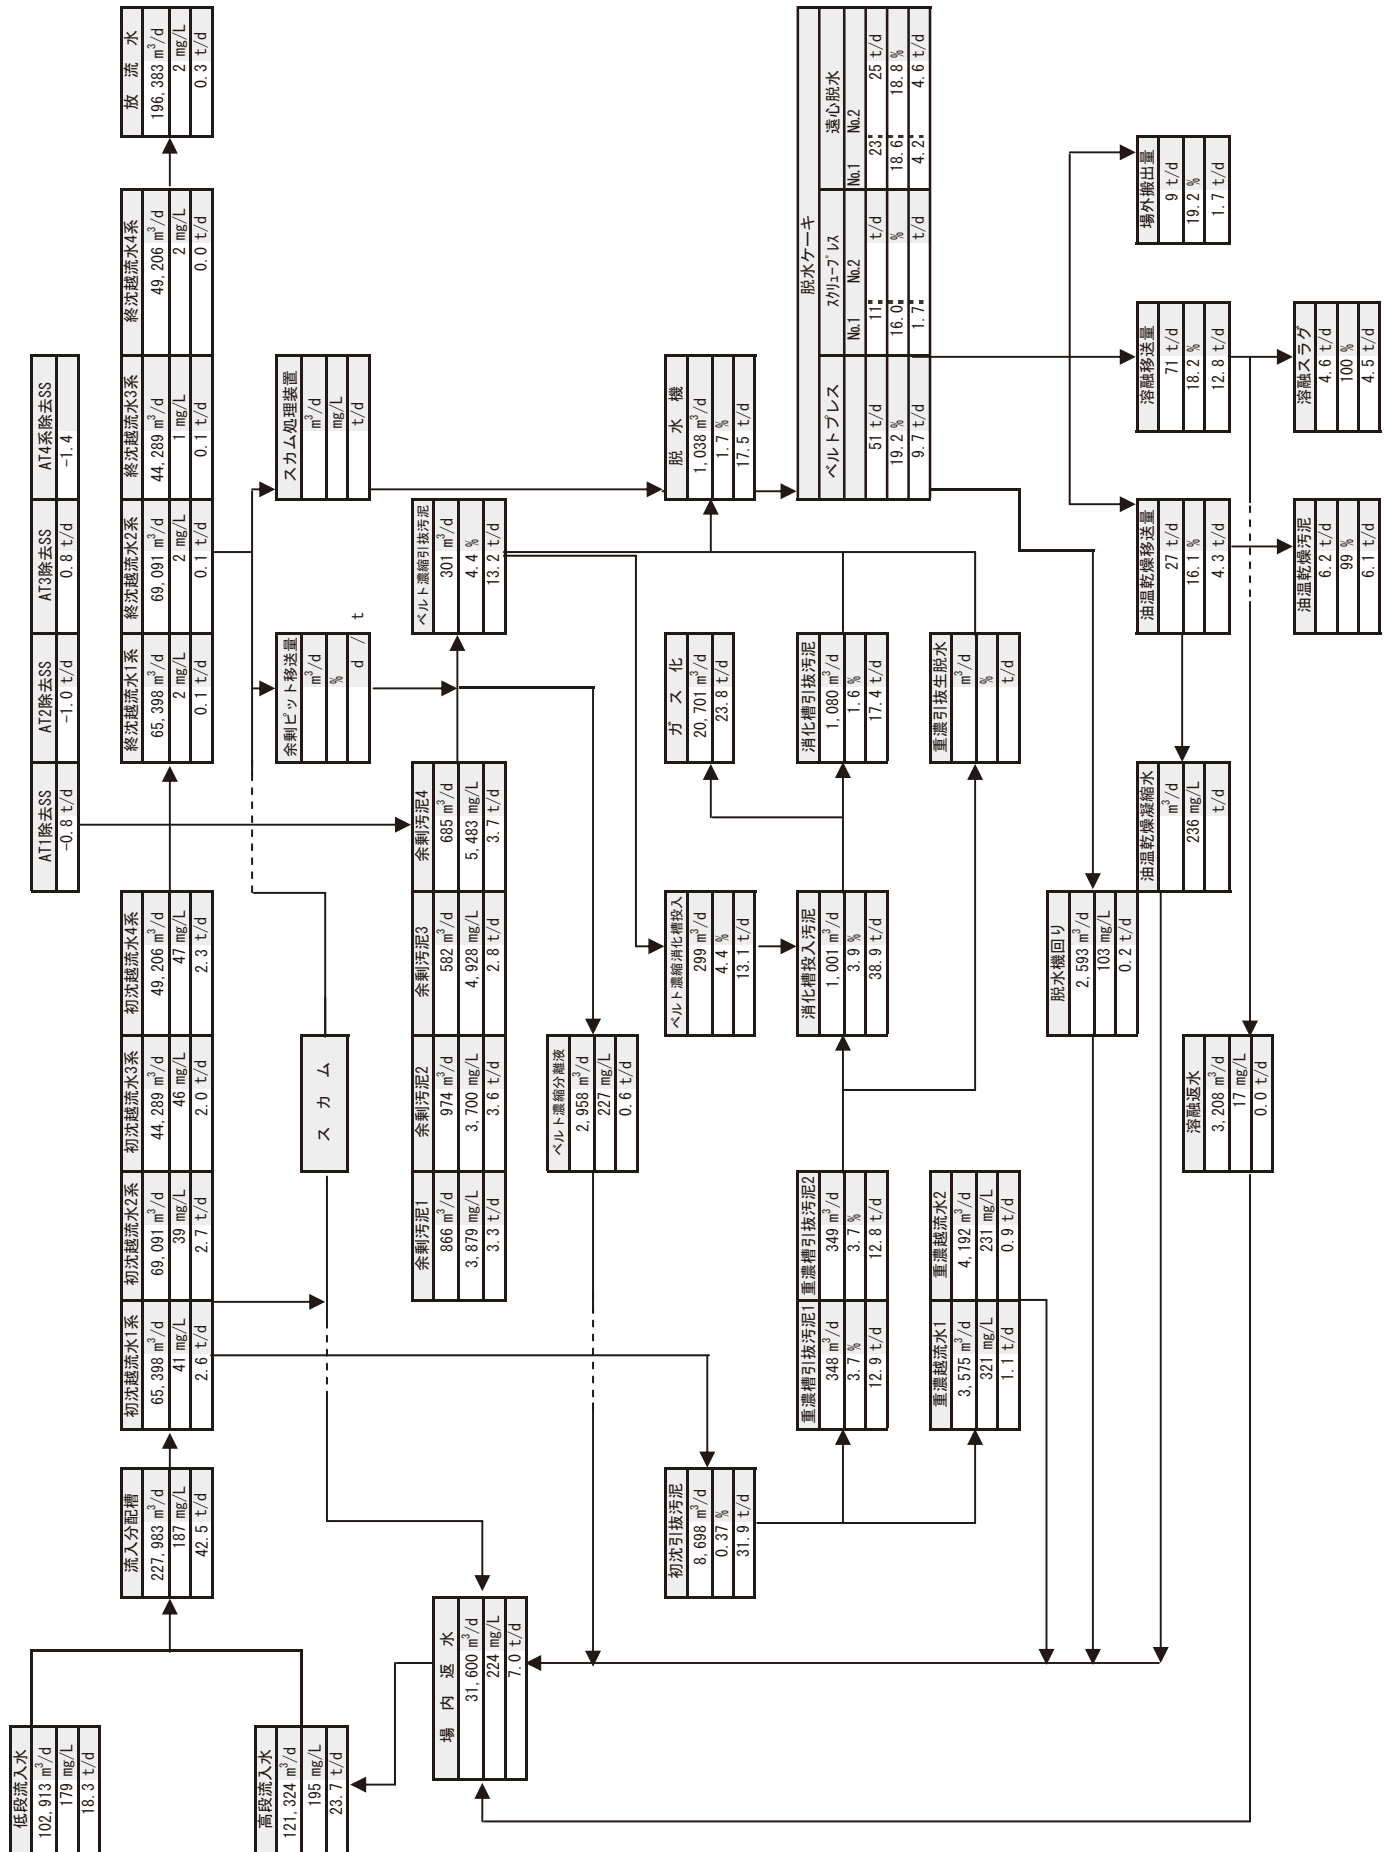 低段流入水
102,913 m³/d
179 mg/L
18.3 t/d
高段流入水
121,324 m³/d
195 mg/L
23.7 t/d
流入分配槽
227,983 m³/d
187 mg/L
42.5 t/d
初沈越流水1系 初沈越流水2系 初沈越流水3系 初沈越流水4系
65,398 m³/d 69,091 m³/d 44,289 m³/d 49,206 m³/d
41 mg/L 39 mg/L 46 mg/L 47 mg/L
2.6 t/d 2.7 t/d 2.0 t/d 2.3 t/d
AT1除去SS AT2除去SS AT3除去SS AT4系除去SS
-0.8 t/d -1.0 t/d 0.8 t/d -1.4
終沈越流水1系 終沈越流水2系 終沈越流水3系 終沈越流水4系
65,398 m³/d 69,091 m³/d 44,289 m³/d 49,206 m³/d
2 mg/L 2 mg/L 1 mg/L 2 mg/L
0.1 t/d 0.1 t/d 0.1 t/d 0.0 t/d
放流水
196,383 m³/d
2 mg/L
0.3 t/d
スカム
余剰ピット移送量
m³/d
%
d / t
スカム処理装置
m³/d
mg/L
t/d
場内返水
31,600 m³/d
224 mg/L
7.0 t/d
余剰汚泥1 余剰汚泥2 余剰汚泥3 余剰汚泥4
866 m³/d 974 m³/d 582 m³/d 685 m³/d
3,879 mg/L 3,700 mg/L 4,928 mg/L 5,483 mg/L
3.3 t/d 3.6 t/d 2.8 t/d 3.7 t/d
ベルト濃縮引抜汚泥
301 m³/d
4.4 %
13.2 t/d
ベルト濃縮分離液
2,958 m³/d
227 mg/L
0.6 t/d
初沈引抜汚泥
8,698 m³/d
0.37 %
31.9 t/d
ベルト濃縮消化槽投入
299 m³/d
4.4 %
13.1 t/d
ガス化
20,701 m³/d
23.8 t/d
脱水機
1,038 m³/d
1.7 %
17.5 t/d
重濃槽引抜汚泥1 重濃槽引抜汚泥2
348 m³/d 349 m³/d
3.7 % 3.7 %
12.9 t/d 12.8 t/d
消化槽投入汚泥
1,001 m³/d
3.9 %
38.9 t/d
消化槽引抜汚泥
1,080 m³/d
1.6 %
17.4 t/d
脱水ケーキ
ベルトプレス スクリュープレス 遠心脱水
No.1 No.2 No.1 No.2
51 t/d 11 t/d 23 25 t/d
19.2 % 16.0 % 18.6 18.8 %
9.7 t/d 1.7 t/d 4.2 4.6 t/d
重濃越流水1 重濃越流水2
3,575 m³/d 4,192 m³/d
321 mg/L 231 mg/L
1.1 t/d 0.9 t/d
重濃引抜生脱水
m³/d
%
t/d
脱水機回り
2,593 m³/d
103 mg/L
0.2 t/d
油温乾燥凝縮水
m³/d
236 mg/L
t/d
油温乾燥移送量
27 t/d
16.1 %
4.3 t/d
溶融移送量
71 t/d
18.2 %
12.8 t/d
場外搬出量
9 t/d
19.2 %
1.7 t/d
溶融返水
3,208 m³/d
17 mg/L
0.0 t/d
油温乾燥汚泥
6.2 t/d
99 %
6.1 t/d
溶融スラグ
4.6 t/d
100 %
4.5 t/d